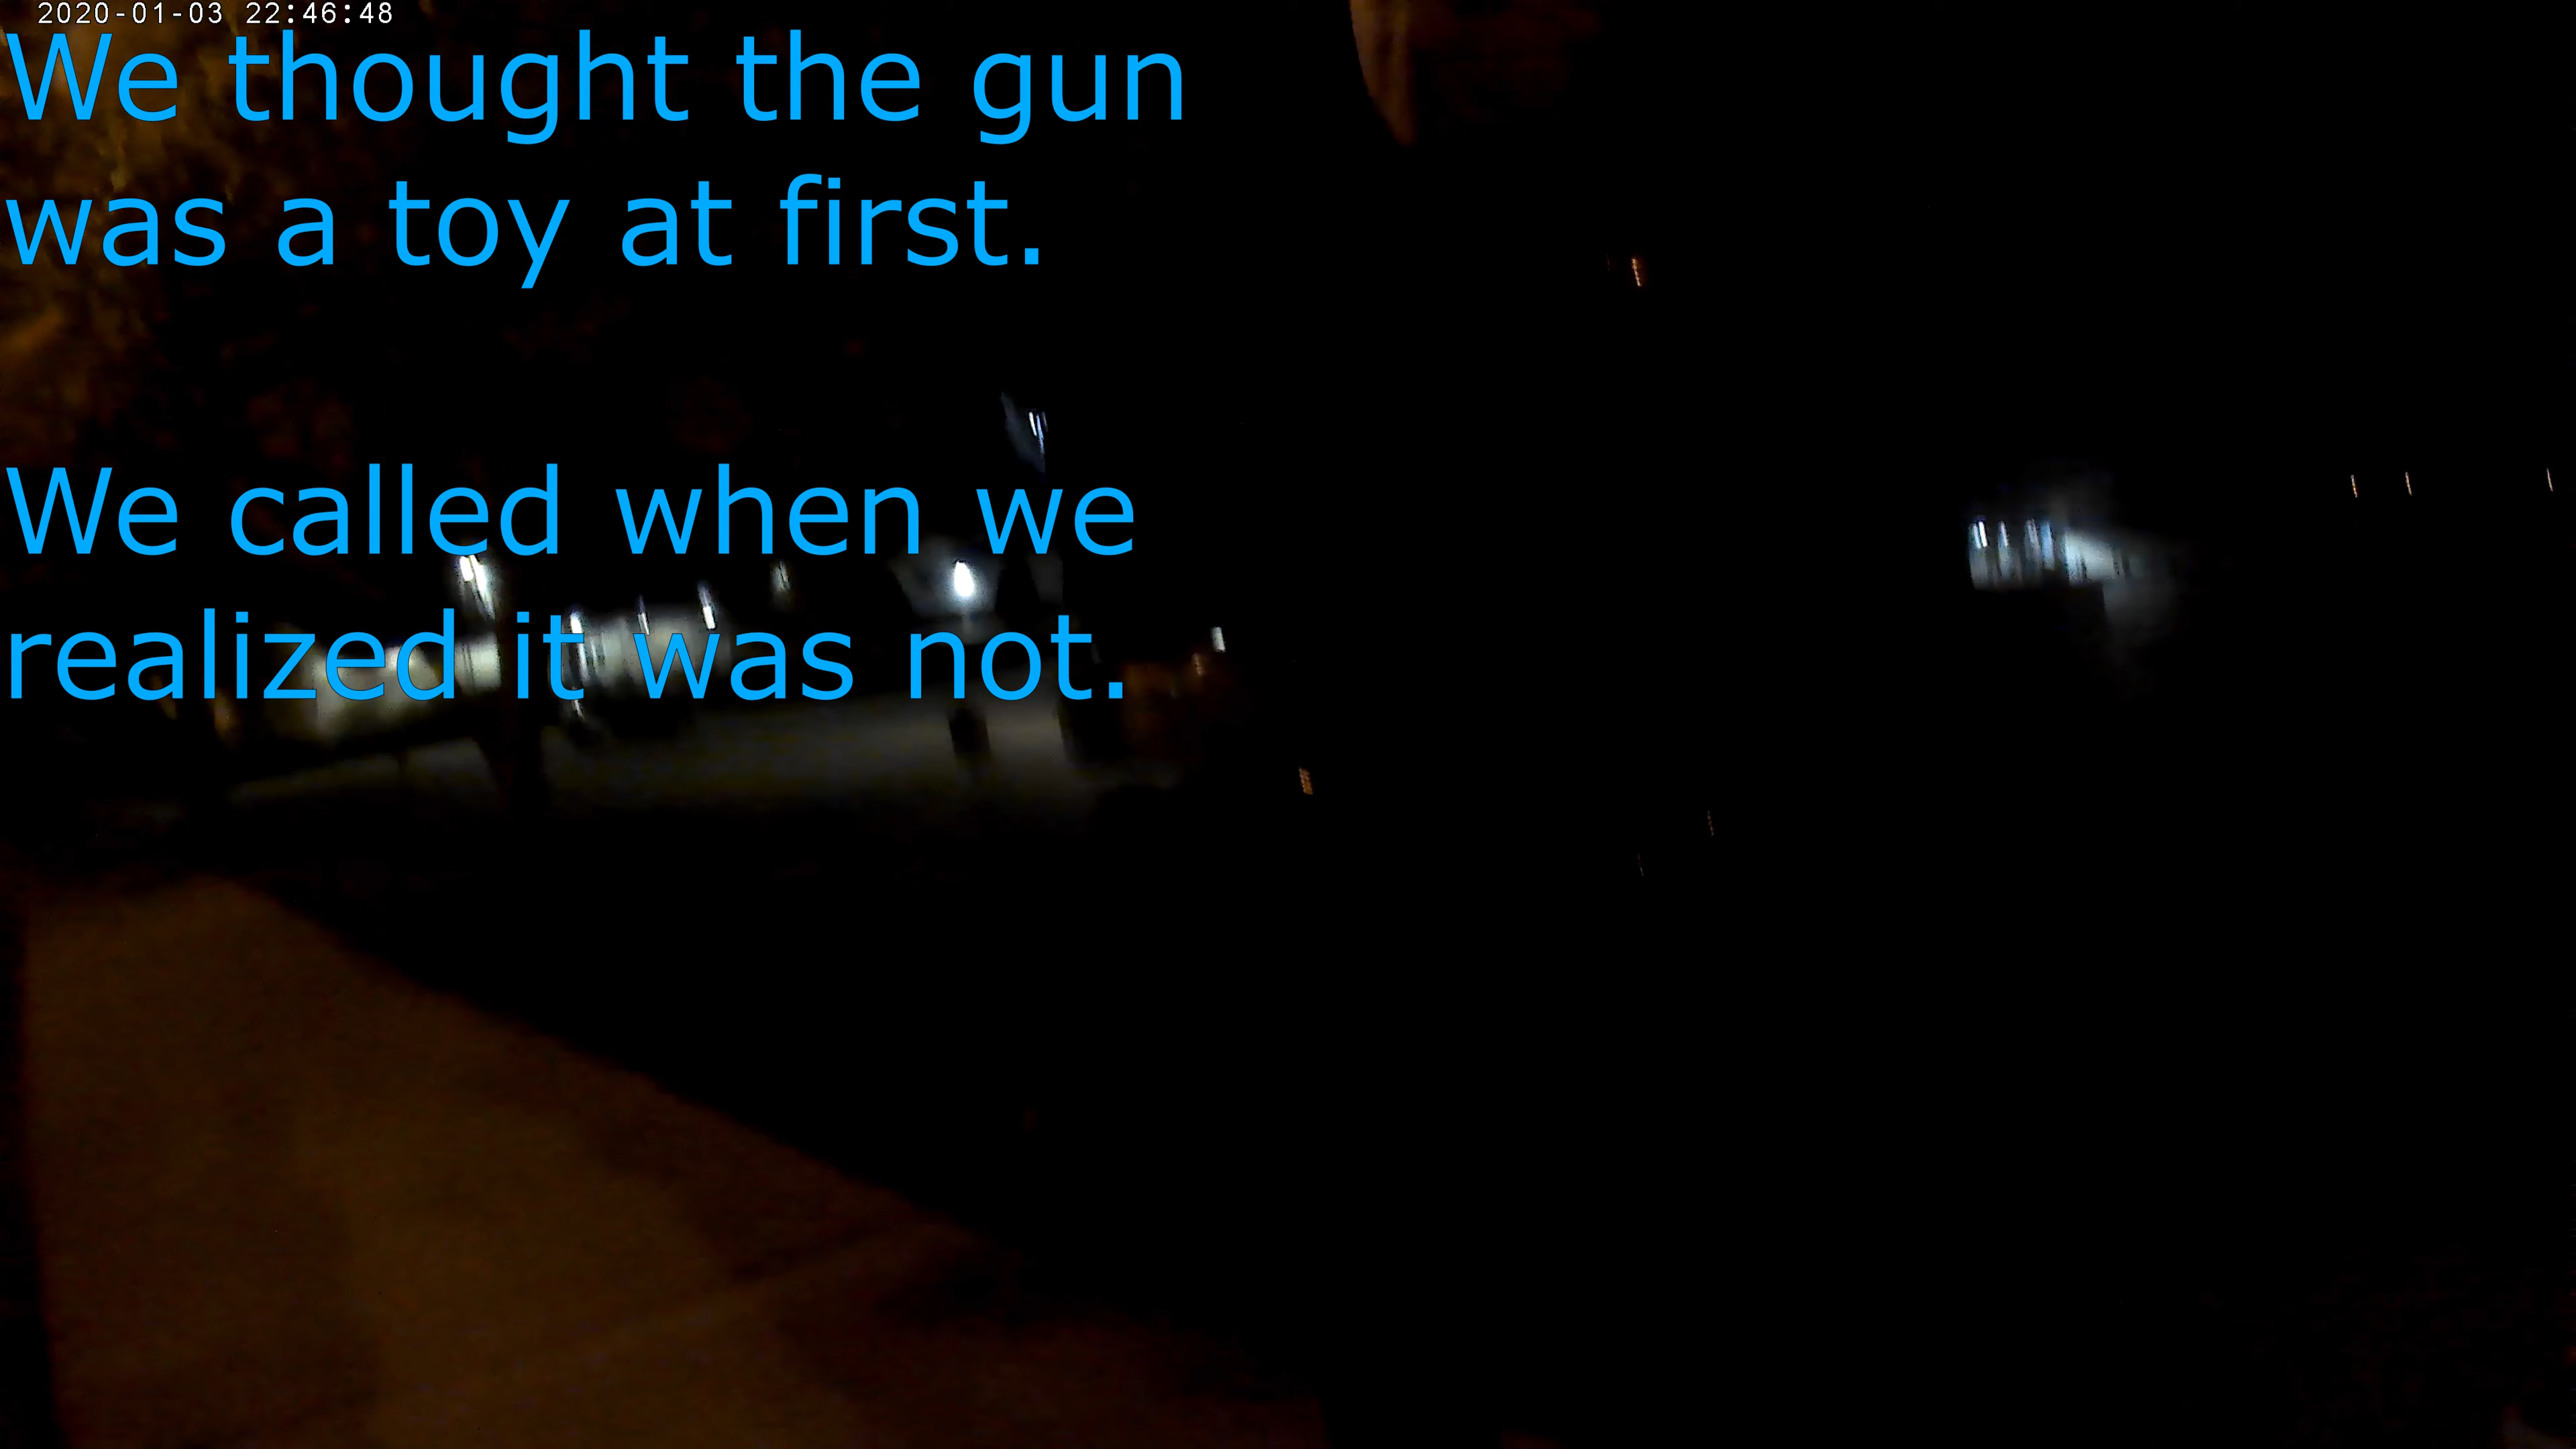 2020-01-03 22:46:48
We thought the gun
was a toy at first.
We called when we
realized it was not.